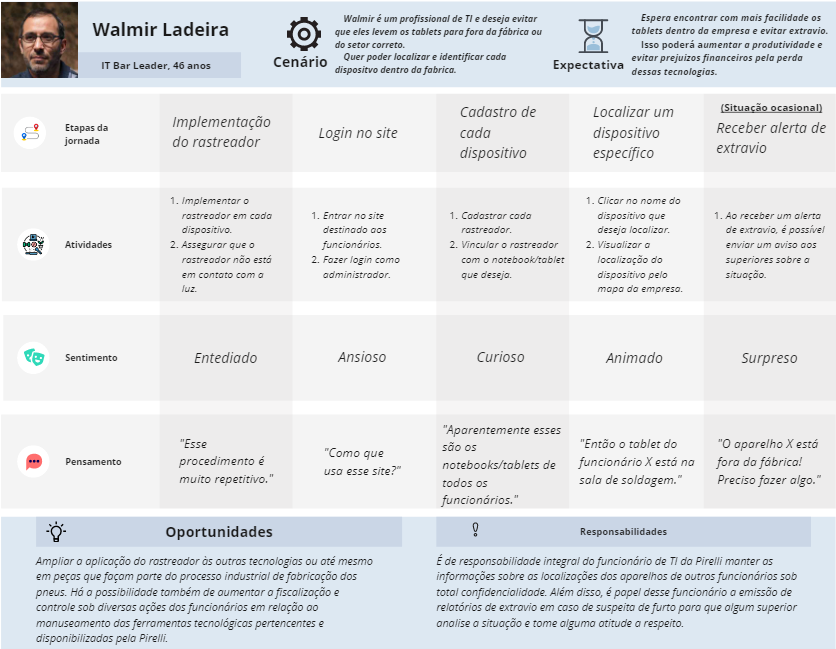 Walmir Ladeira
IT Bar Leader, 46 anos
Cenário
Walmir é um profissional de TI e deseja evitar
que eles levem os tablets para fora da fábrica ou
do setor correto.
Quer poder localizar e identificar cada
dispositvo dentro da fabrica.
Expectativa
Espera encontrar com mais facilidade os
tablets dentro da empresa e evitar extravio.
Isso poderá aumentar a produtividade e
evitar prejuizos financeiros pela perda
dessas tecnologias.
Etapas da
jornada
Implementação
do rastreador
Login no site
Cadastro de
cada
dispositivo
Localizar um
dispositivo
específico
(Situação ocasional)
Receber alerta de
extravio
Atividades
1. Implementar o
rastreador em cada
dispositivo.
2. Assegurar que o
rastreador não está
em contato com a
luz.
1. Entrar no site
destinado aos
funcionários.
2. Fazer login como
administrador.
1. Cadastrar cada
rastreador.
2. Vincular o rastreador
com o notebook/tablet
que deseja.
1. Clicar no nome do
dispositivo que
deseja localizar.
2. Visualizar a
localização do
dispositivo pelo
mapa da empresa.
1. Ao receber um alerta
de extravio, é possível
enviar um aviso aos
superiores sobre a
situação.
Sentimento
Entediado
Ansioso
Curioso
Animado
Surpreso
Pensamento
"Esse
procedimento é
muito repetitivo."
"Como que
usa esse site?"
"Aparentemente esses
são os
notebooks/tablets de
todos os
funcionários."
"Então o tablet do
funcionário X está na
sala de soldagem."
"O aparelho X está
fora da fábrica!
Preciso fazer algo."
Oportunidades
Ampliar a aplicação do rastreador às outras tecnologias ou até mesmo
em peças que façam parte do processo industrial de fabricação dos
pneus. Há a possibilidade também de aumentar a fiscalização e
controle sob diversas ações dos funcionários em relação ao
manuseamento das ferramentas tecnológicas pertencentes e
disponibilizadas pela Pirelli.
Responsabilidades
É de responsabilidade integral do funcionário de TI da Pirelli manter as
informações sobre as localizações dos aparelhos de outros funcionários sob
total confidencialidade. Além disso, é papel desse funcionário a emissão de
relatórios de extravio em caso de suspeita de furto para que algum superior
analise a situação e tome alguma atitude a respeito.